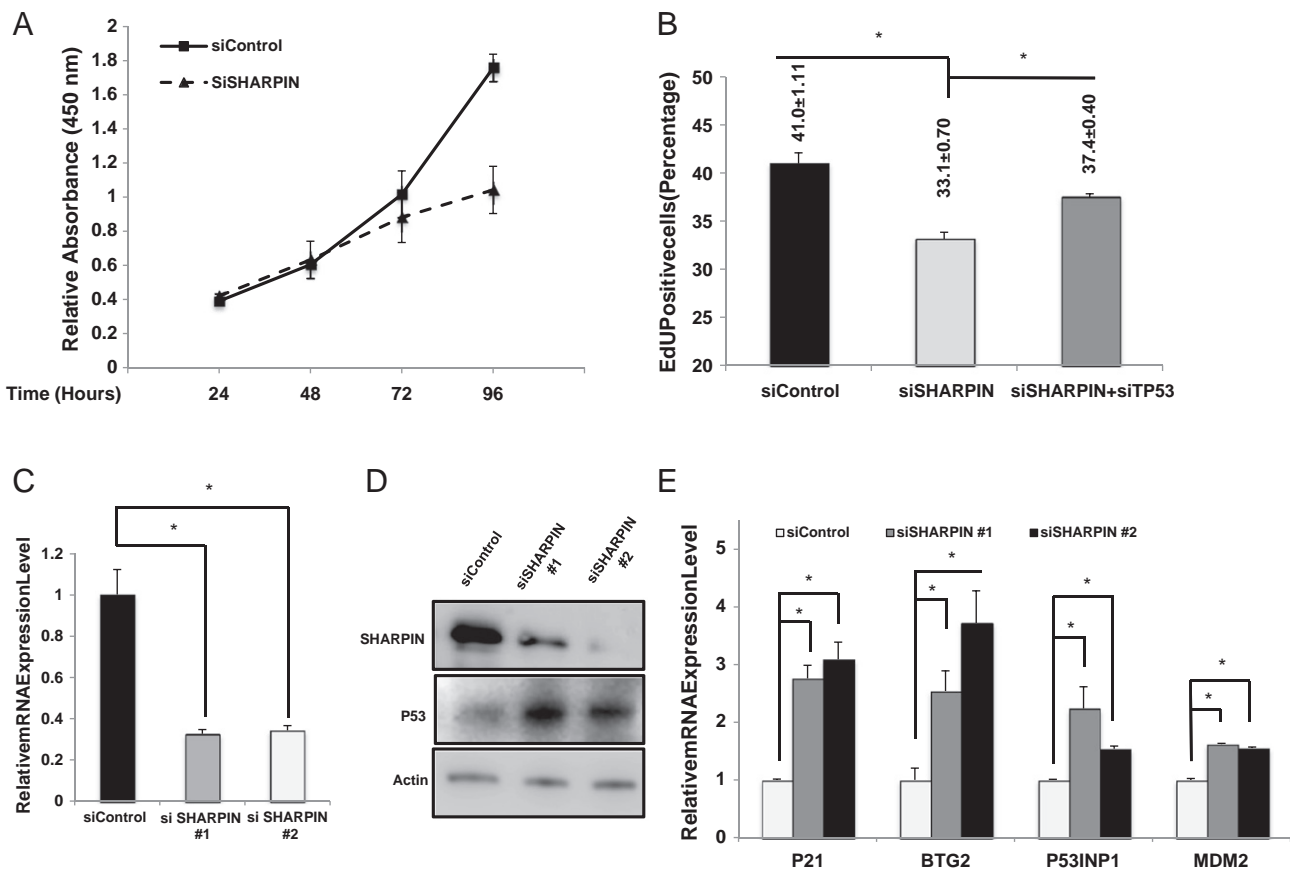 A
siControl
SiSHARPIN
Relative Absorbance (450 nm)
2
1.8
1.6
1.4
1.2
1
0.8
0.6
0.4
0.2
0
Time (Hours) 24 48 72 96
B
* *
EdUPositivecells(Percentage)
50
45
40
35
30
25
20
41.0±1.11
33.1±0.70
37.4±0.40
siControl siSHARPIN siSHARPIN+siTP53
C
*
*
RelativemRNAExpressionLevel
1.2
1
0.8
0.6
0.4
0.2
0
siControl si SHARPIN #1 si SHARPIN #2
D
siControl
siSHARPIN #1
siSHARPIN #2
SHARPIN
P53
Actin
E
siControl siSHARPIN #1 siSHARPIN #2
RelativemRNAExpressionLevel
5
4
3
2
1
0
* *
* *
* *
* *
P21 BTG2 P53INP1 MDM2